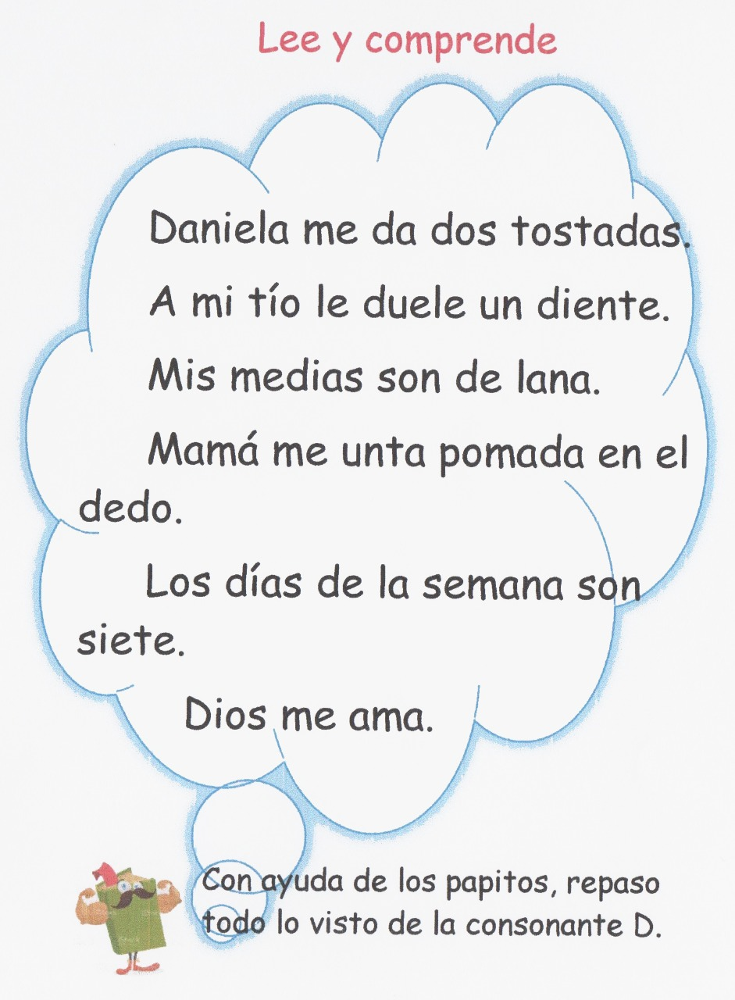 Lee y comprende
Daniela me da dos tostadas.
A mi tío le duele un diente.
Mis medias son de lana.
Mamá me unta pomada en el
dedo.
Los días de la semana son
siete.
Dios me ama.
Con ayuda de los papitos, repaso
todo lo visto de la consonante D.